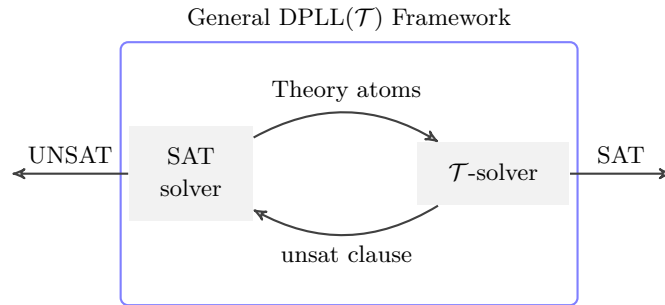 General DPLL(𝒯) Framework
Theory atoms
UNSAT
SAT
solver
𝒯-solver
SAT
unsat clause